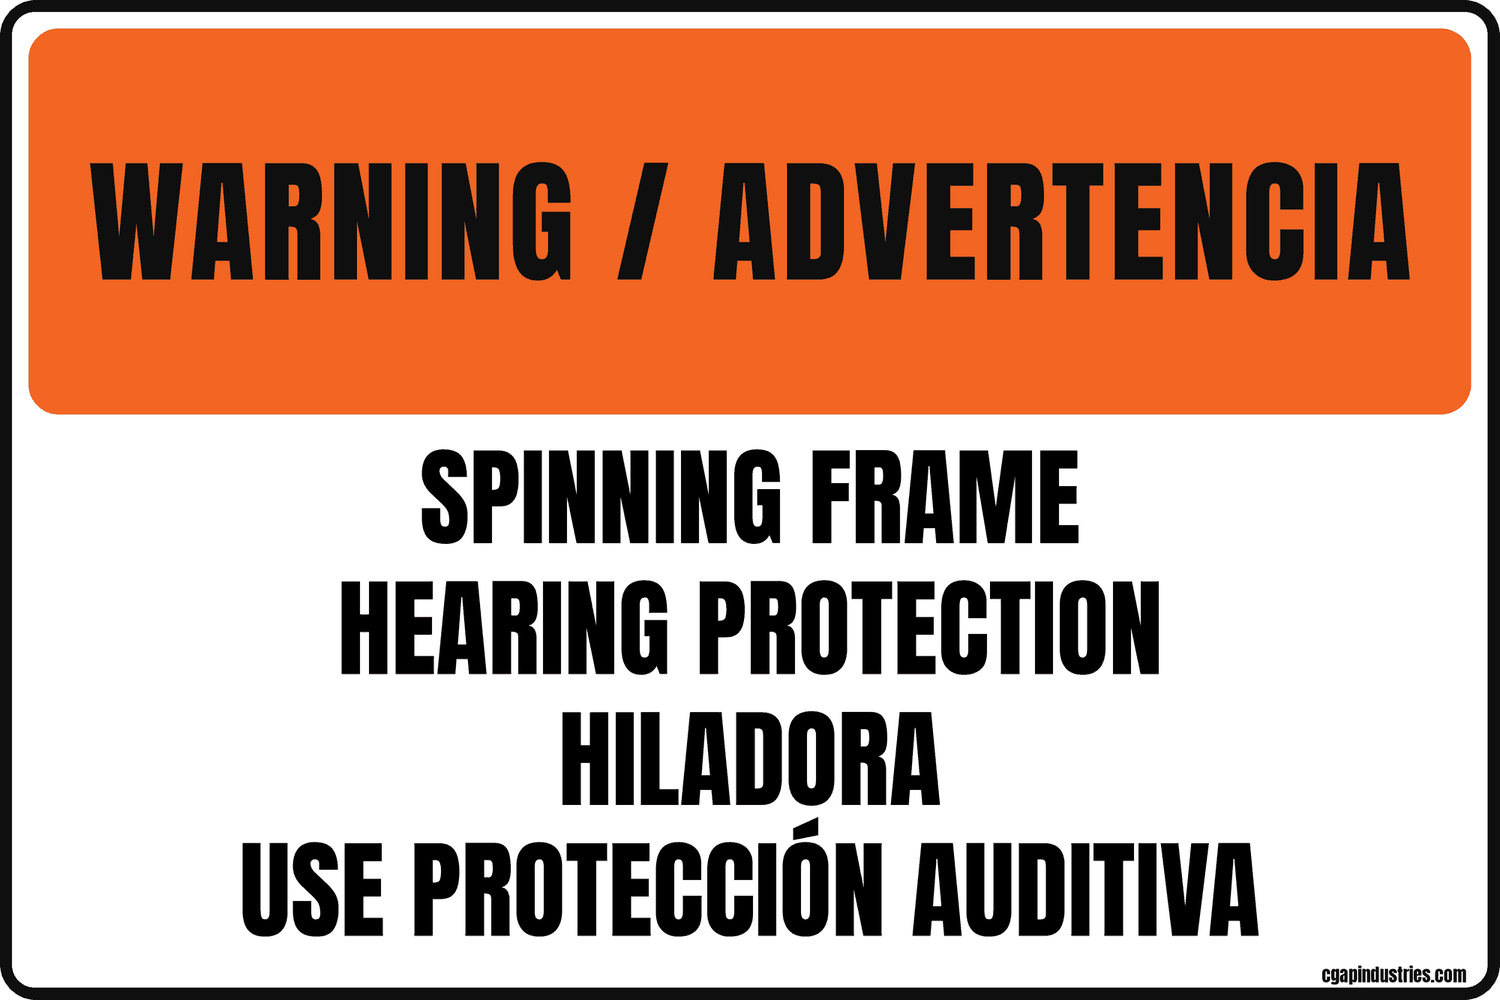 WARNING / ADVERTENCIA
SPINNING FRAME
HEARING PROTECTION
HILADORA
USE PROTECCIÓN AUDITIVA
cgapindustries.com